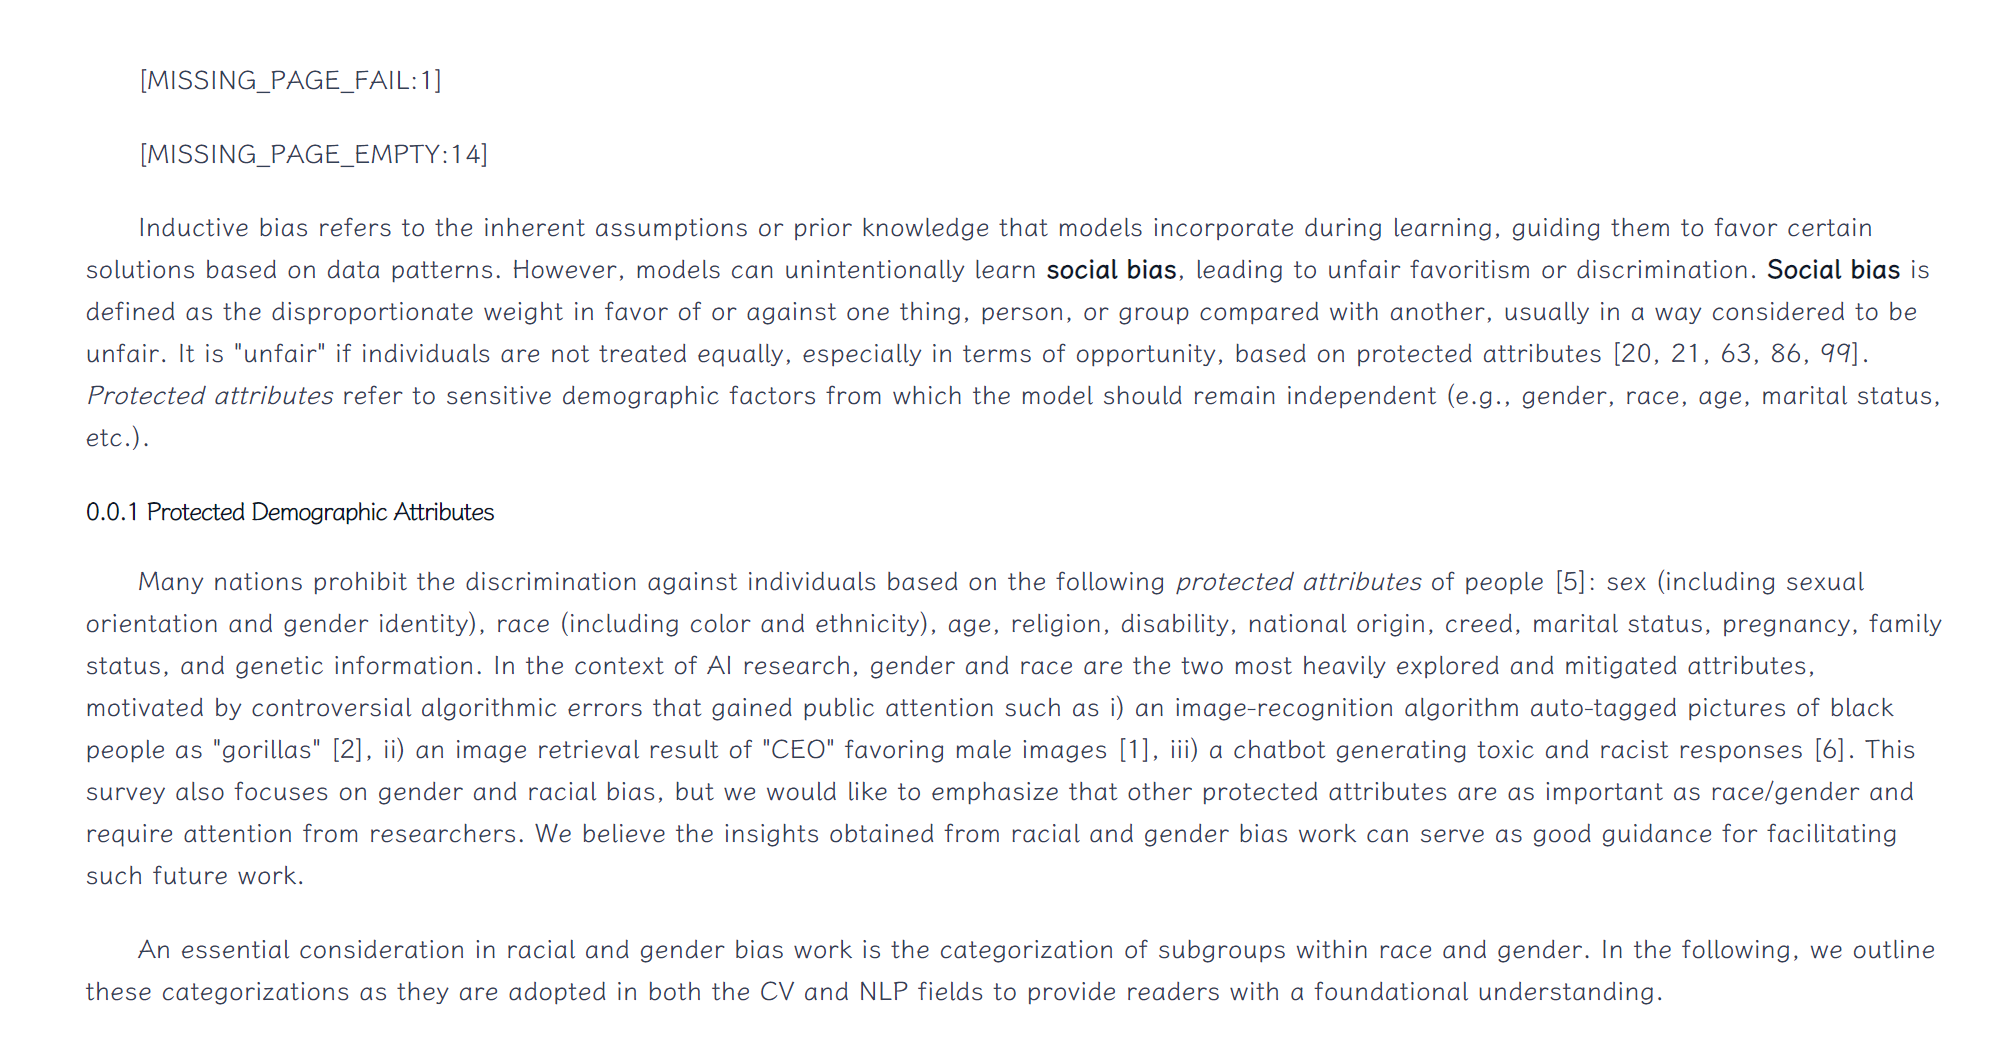 [MISSING_PAGE_FAIL:1]
[MISSING_PAGE_EMPTY:14]
Inductive bias refers to the inherent assumptions or prior knowledge that models incorporate during learning, guiding them to favor certain
solutions based on data patterns. However, models can unintentionally learn social bias, leading to unfair favoritism or discrimination. Social bias is
defined as the disproportionate weight in favor of or against one thing, person, or group compared with another, usually in a way considered to be
unfair. It is "unfair" if individuals are not treated equally, especially in terms of opportunity, based on protected attributes [20, 21, 63, 86, 99].
Protected attributes refer to sensitive demographic factors from which the model should remain independent (e.g., gender, race, age, marital status,
etc.).
0.0.1 Protected Demographic Attributes
Many nations prohibit the discrimination against individuals based on the following protected attributes of people [5]: sex (including sexual
orientation and gender identity), race (including color and ethnicity), age, religion, disability, national origin, creed, marital status, pregnancy, family
status, and genetic information. In the context of AI research, gender and race are the two most heavily explored and mitigated attributes,
motivated by controversial algorithmic errors that gained public attention such as i) an image-recognition algorithm auto-tagged pictures of black
people as "gorillas" [2], ii) an image retrieval result of "CEO" favoring male images [1], iii) a chatbot generating toxic and racist responses [6]. This
survey also focuses on gender and racial bias, but we would like to emphasize that other protected attributes are as important as race/gender and
require attention from researchers. We believe the insights obtained from racial and gender bias work can serve as good guidance for facilitating
such future work.
An essential consideration in racial and gender bias work is the categorization of subgroups within race and gender. In the following, we outline
these categorizations as they are adopted in both the CV and NLP fields to provide readers with a foundational understanding.